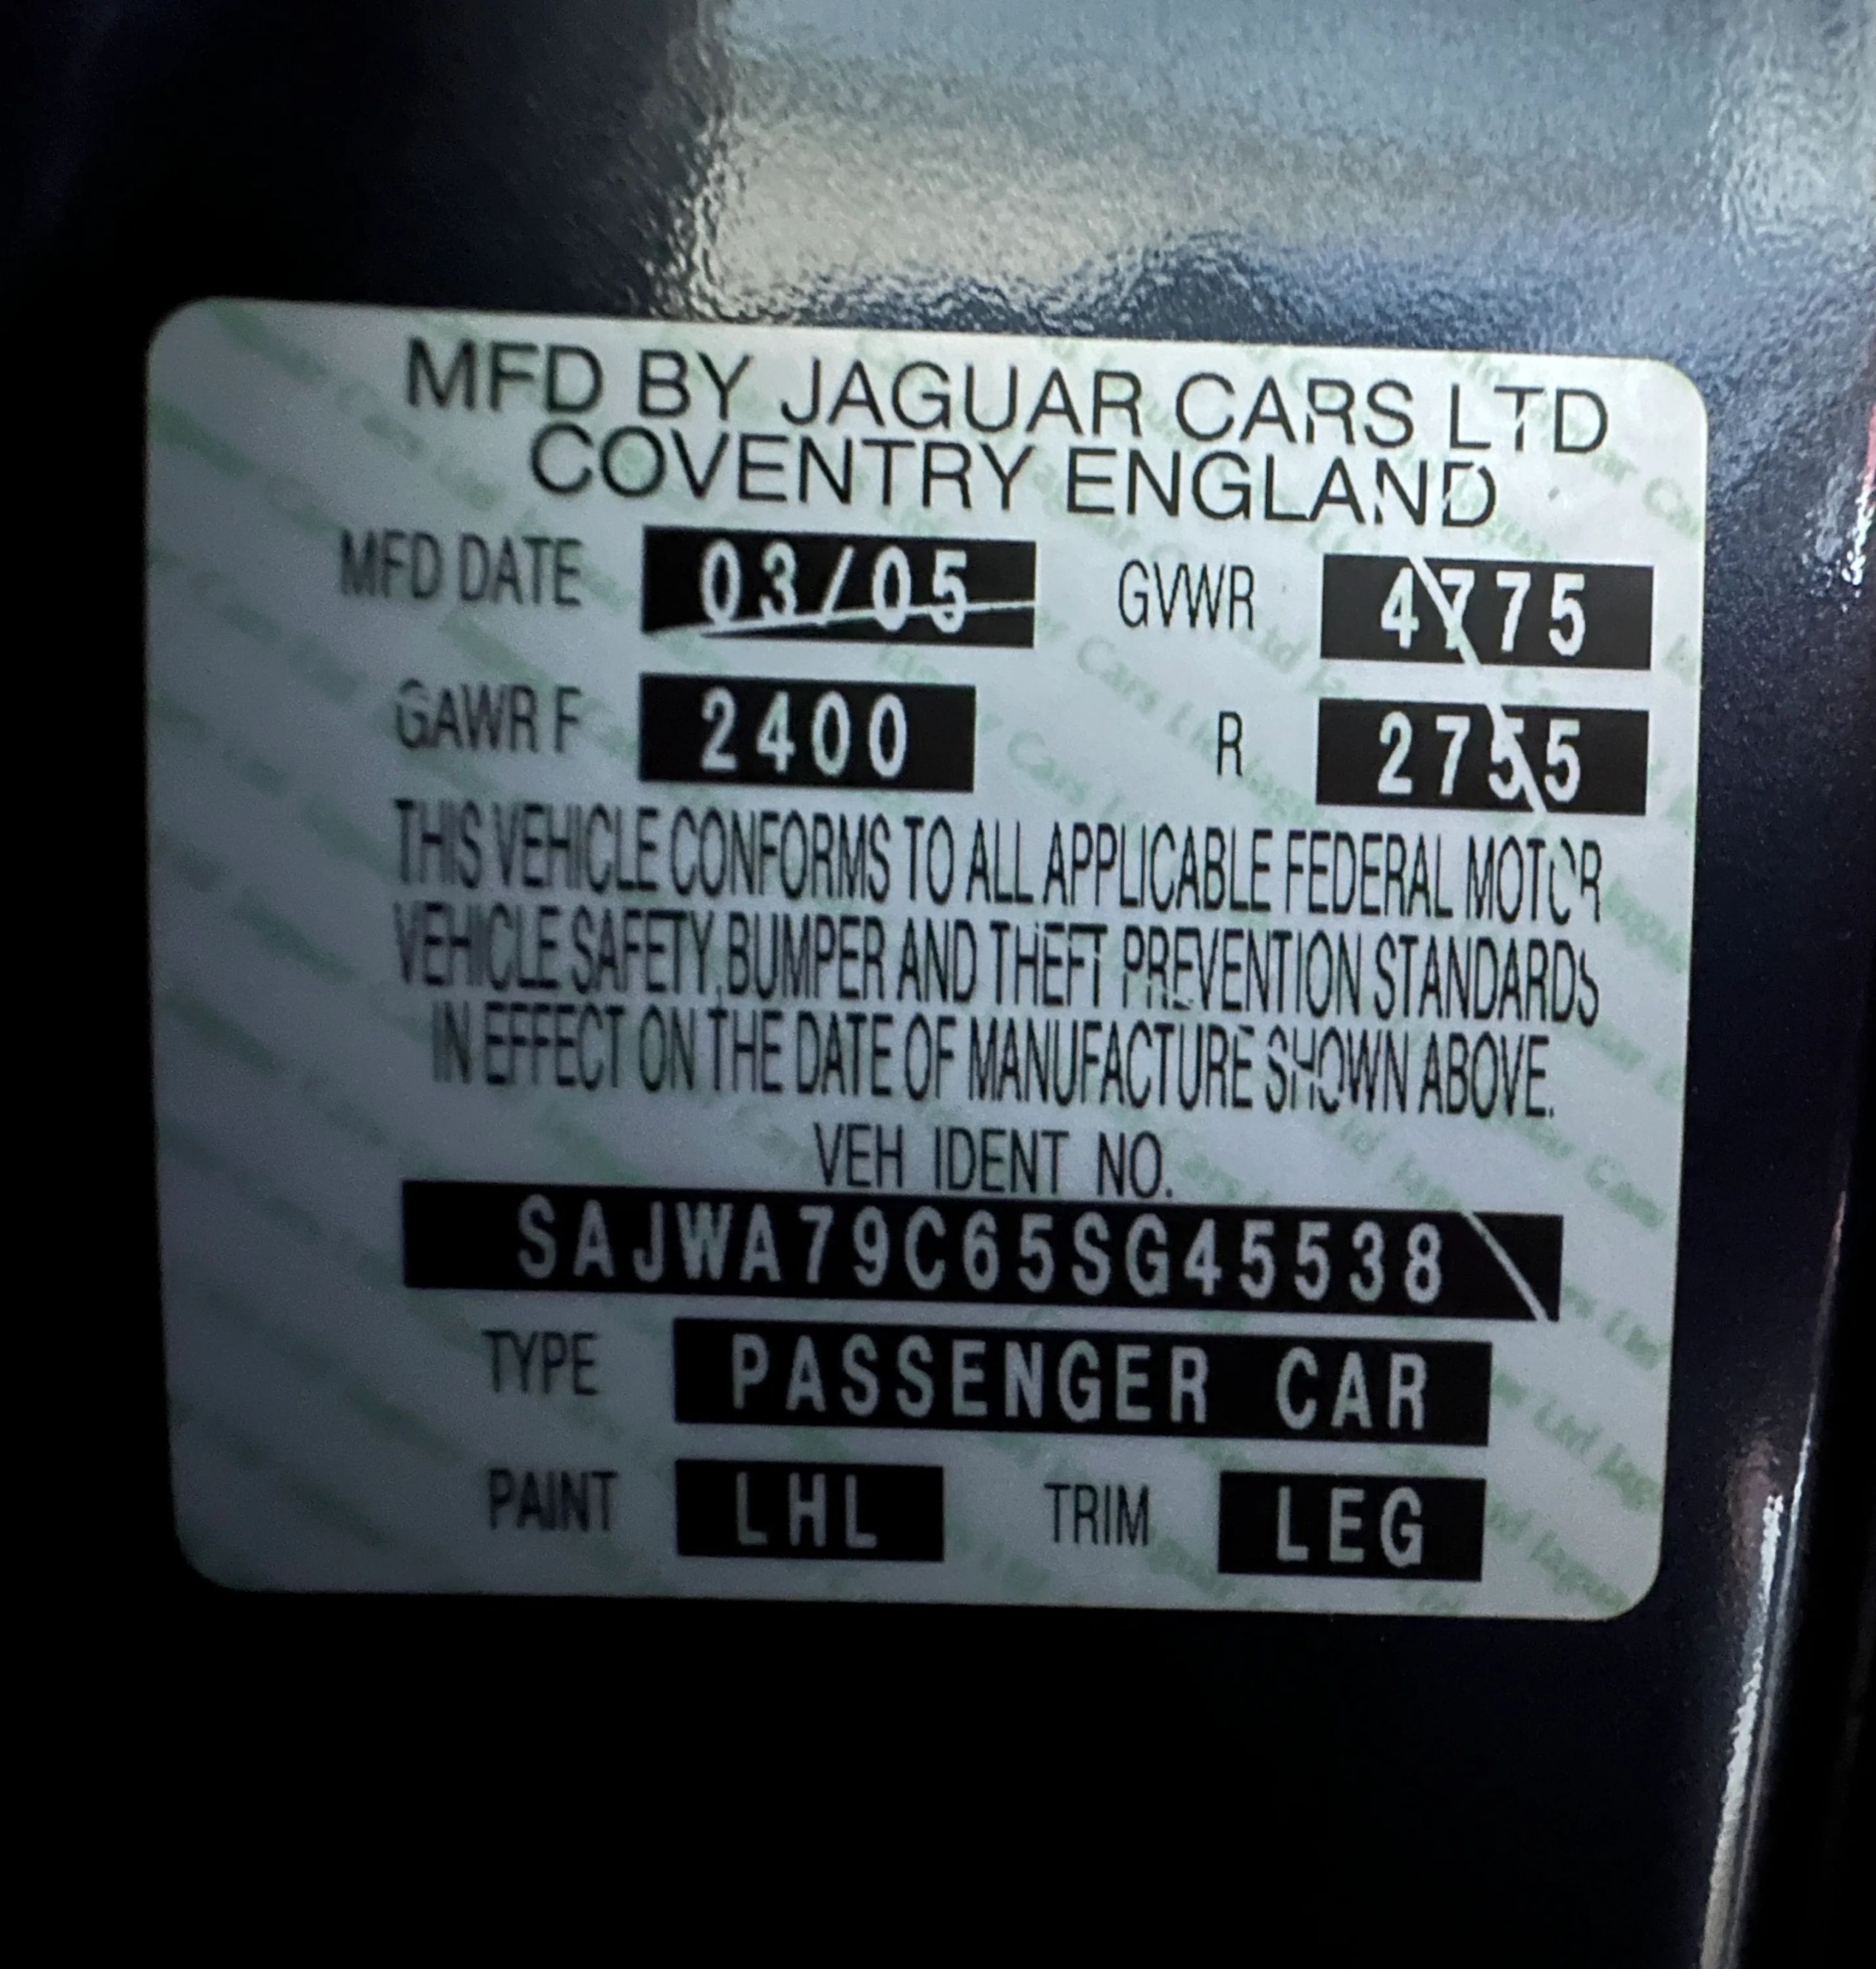 MFD BY JAGUAR CARS LTD
COVENTRY ENGLAND
MFD DATE 03/05 GVWR 4775
GAWR F 2400 R 2755
THIS VEHICLE CONFORMS TO ALL APPLICABLE FEDERAL MOTOR
VEHICLE SAFETY, BUMPER AND THEFT PREVENTION STANDARDS
IN EFFECT ON THE DATE OF MANUFACTURE SHOWN ABOVE.
VEH IDENT NO.
SAJWA79C65SG45538
TYPE PASSENGER CAR
PAINT LHL TRIM LEG